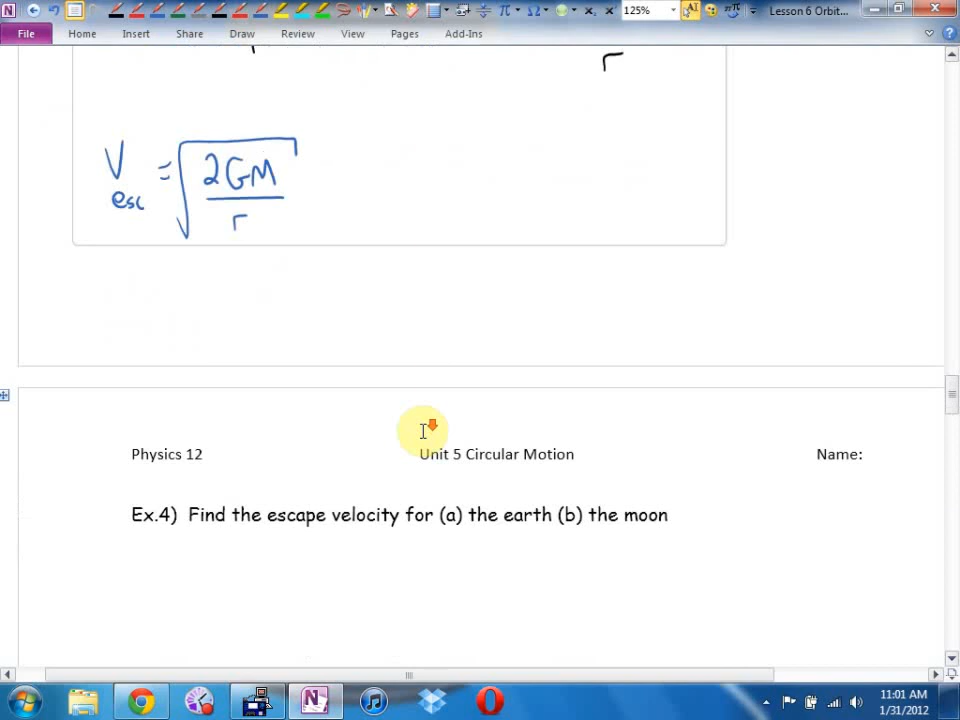 125%
Lesson 6 Orbit...
File Home Insert Share Draw Review View Pages Add-Ins
r
V esc = √ 2GM
r
Physics 12 Unit 5 Circular Motion Name:
Ex.4) Find the escape velocity for (a) the earth (b) the moon
11:01 AM
1/31/2012